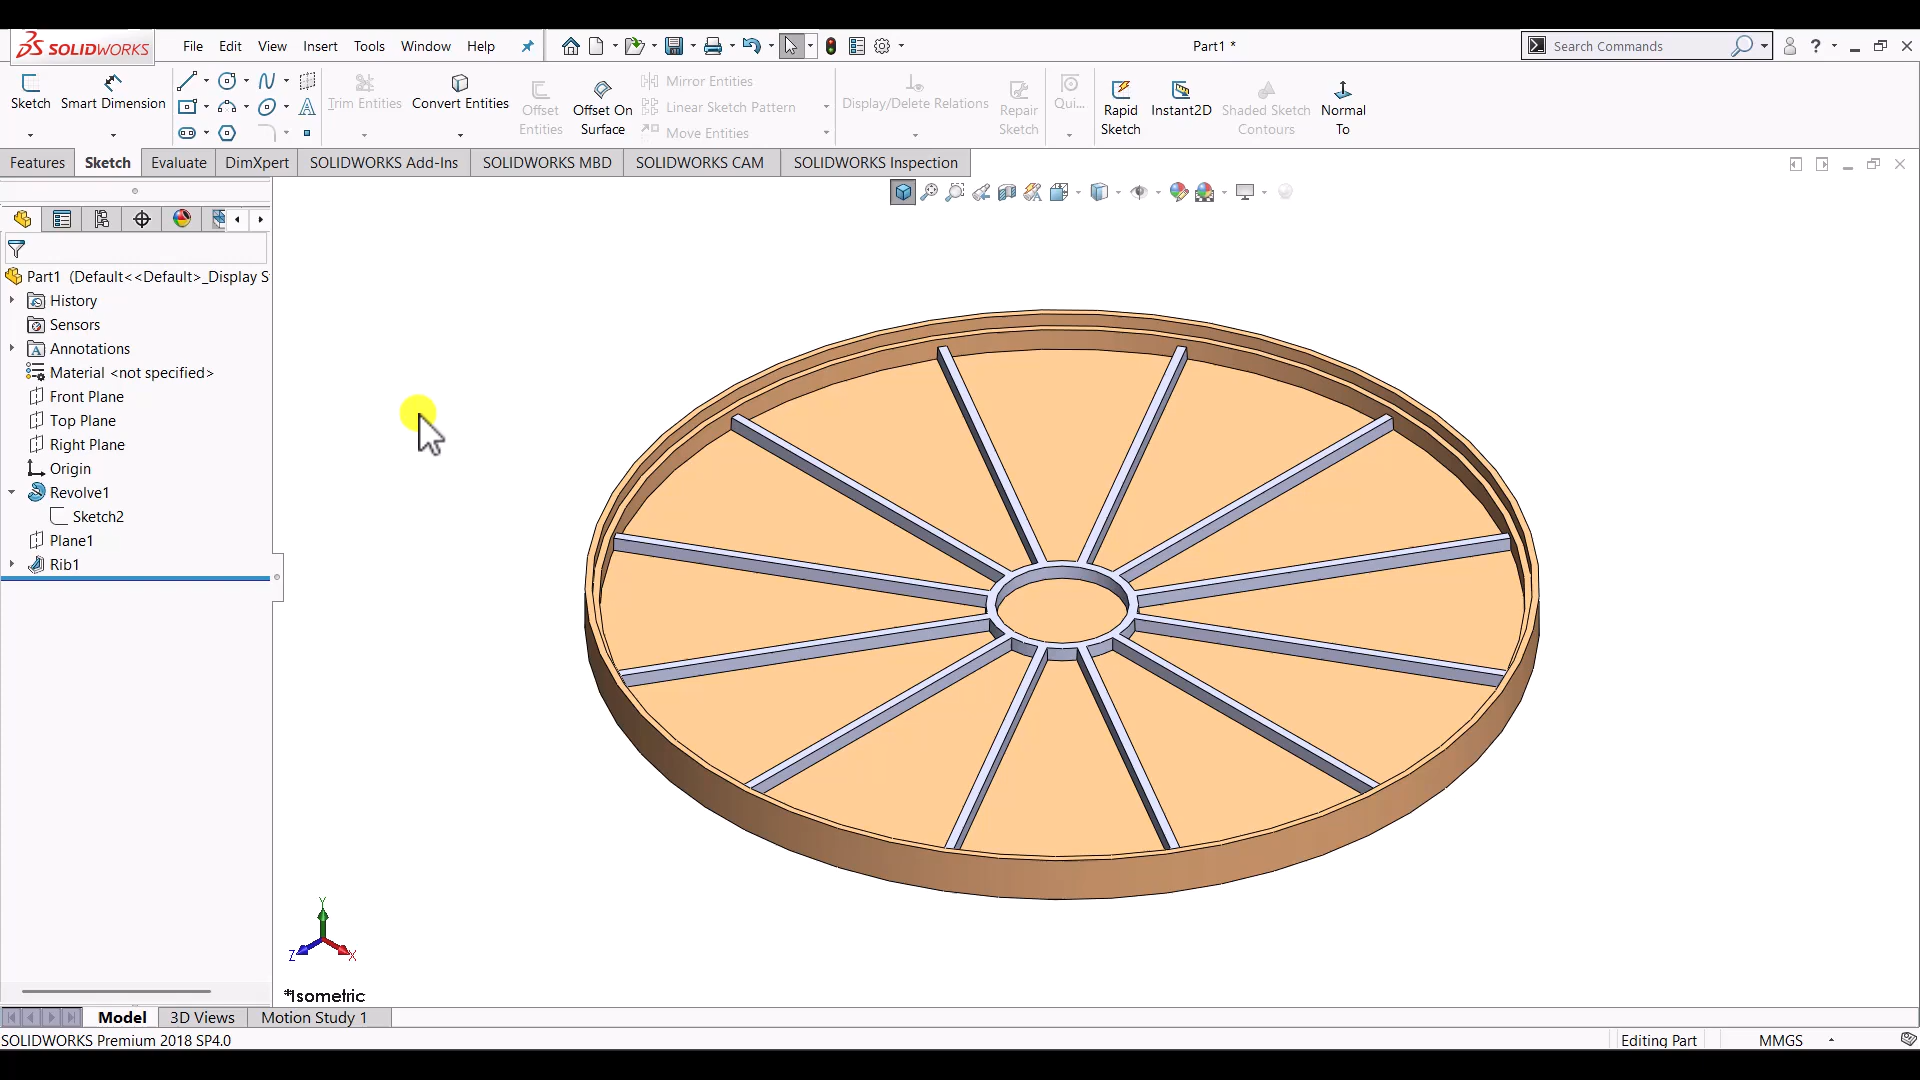 SOLIDWORKS File Edit View Insert Tools Window Help Part1 * Search Commands ?
Sketch Smart Dimension Trim Entities Convert Entities Offset Entities Offset On Surface Mirror Entities Linear Sketch Pattern Move Entities Display/Delete Relations Repair Sketch Qui... Rapid Sketch Instant2D Shaded Sketch Contours Normal To
Features Sketch Evaluate DimXpert SOLIDWORKS Add-Ins SOLIDWORKS MBD SOLIDWORKS CAM SOLIDWORKS Inspection
Part1 (Default<<Default>_Display S
History
Sensors
Annotations
Material <not specified>
Front Plane
Top Plane
Right Plane
Origin
Revolve1
Sketch2
Plane1
Rib1
Y
Z X
*Isometric
Model 3D Views Motion Study 1
SOLIDWORKS Premium 2018 SP4.0 Editing Part MMGS